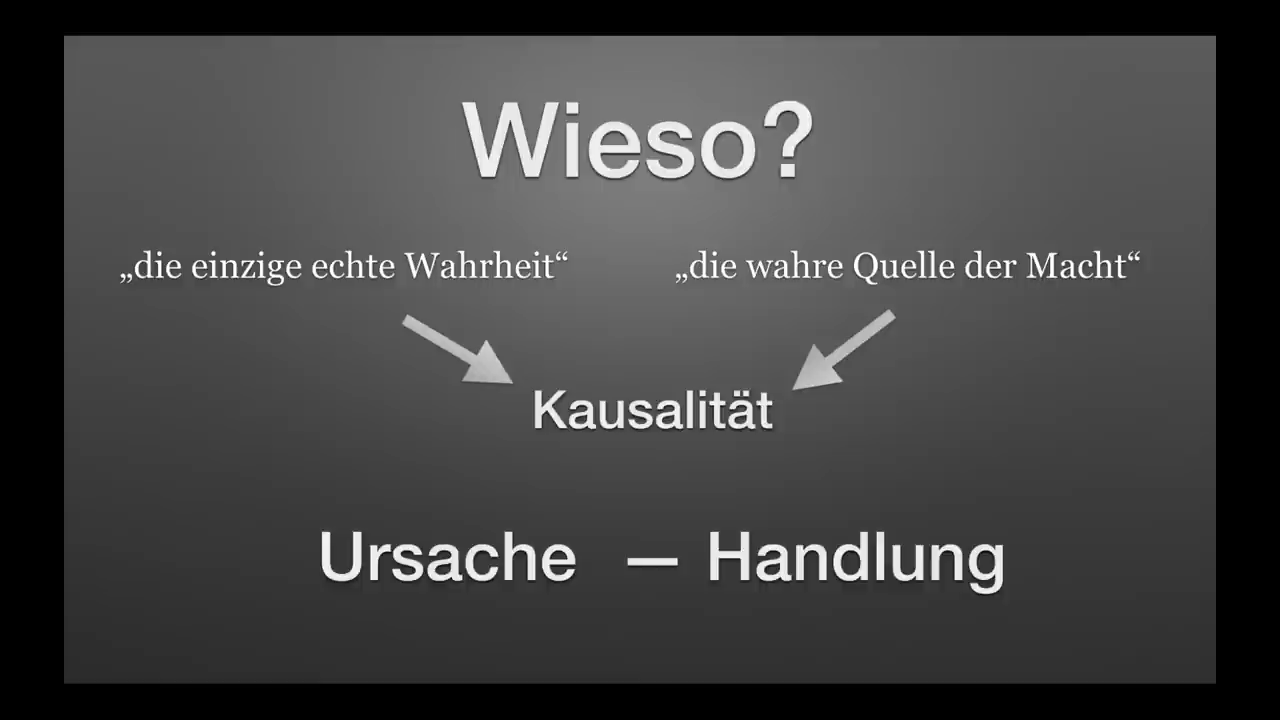 Wieso?
„die einzige echte Wahrheit“ „die wahre Quelle der Macht“
Kausalität
Ursache – Handlung